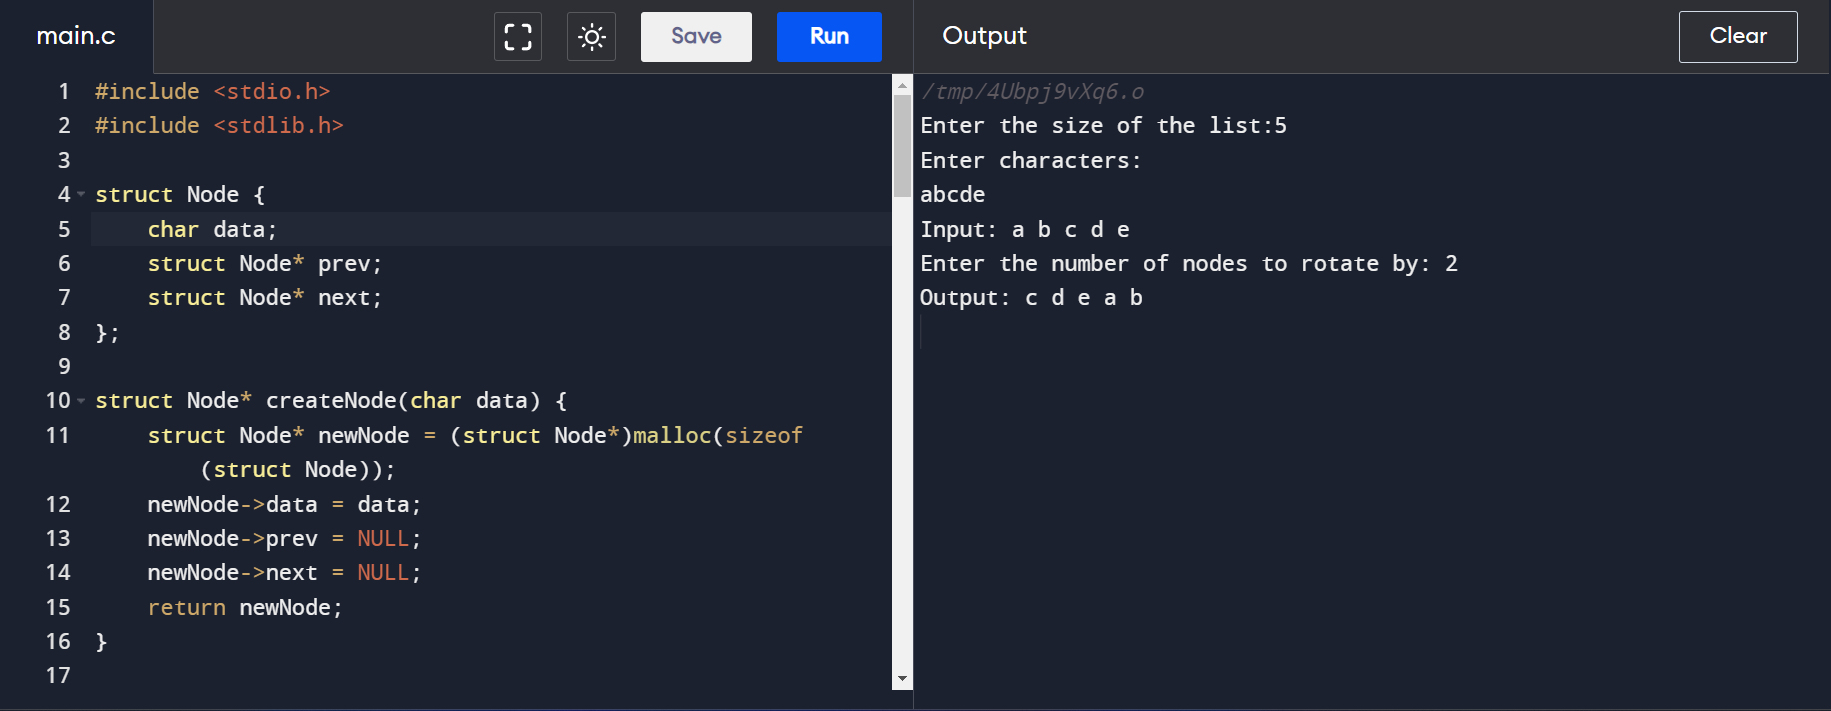 main.c
Save
Run
1 #include <stdio.h>
2 #include <stdlib.h>
3
4 struct Node {
5     char data;
6     struct Node* prev;
7     struct Node* next;
8 };
9
10 struct Node* createNode(char data) {
11     struct Node* newNode = (struct Node*)malloc(sizeof
        (struct Node));
12     newNode->data = data;
13     newNode->prev = NULL;
14     newNode->next = NULL;
15     return newNode;
16 }
17
Output
Clear
/tmp/4Ubpj9vXq6.o
Enter the size of the list:5
Enter characters:
abcde
Input: a b c d e
Enter the number of nodes to rotate by: 2
Output: c d e a b